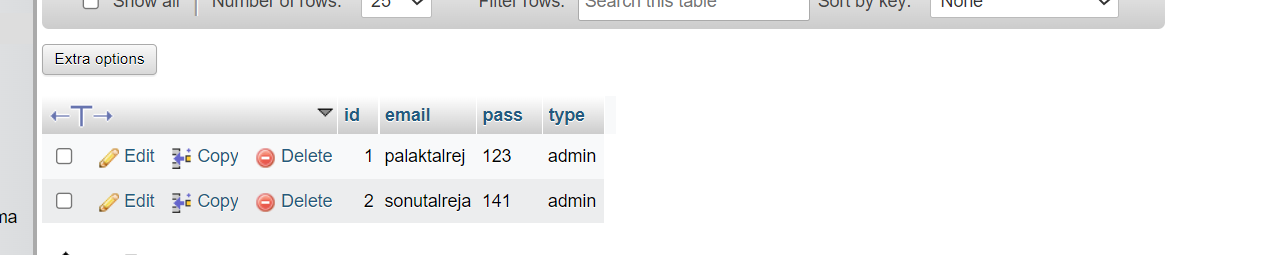 Show all Number of rows: 25 Filter rows: Search this table Sort by key: None
Extra options
id email pass type
Edit Copy Delete 1 palaktalrej 123 admin
Edit Copy Delete 2 sonutalreja 141 admin
ma